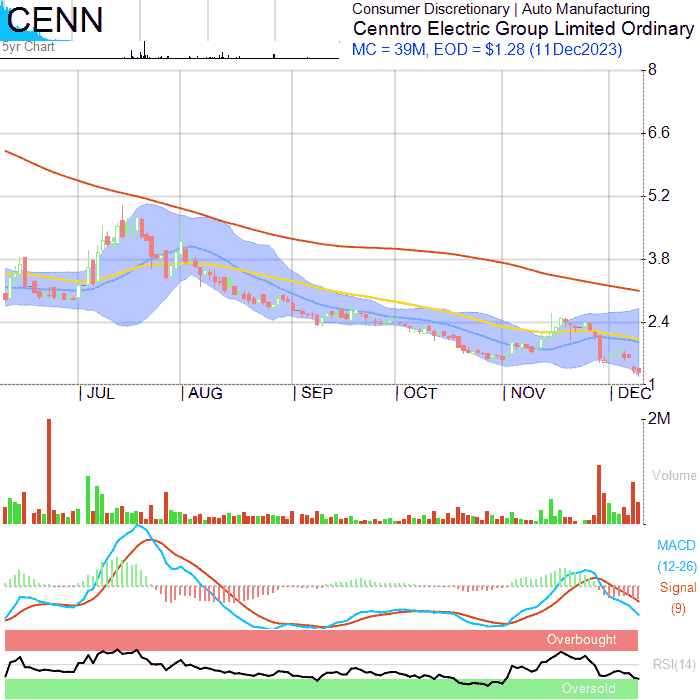 CENN
Consumer Discretionary | Auto Manufacturing
Cenntro Electric Group Limited Ordinary
MC = 39M, EOD = $1.28 (11Dec2023)
5yr Chart
8
6.6
5.2
3.8
2.4
1
JUL AUG SEP OCT NOV DEC
2M
Volume
MACD
(12-26)
Signal
(9)
Overbought
RSI(14)
Oversold